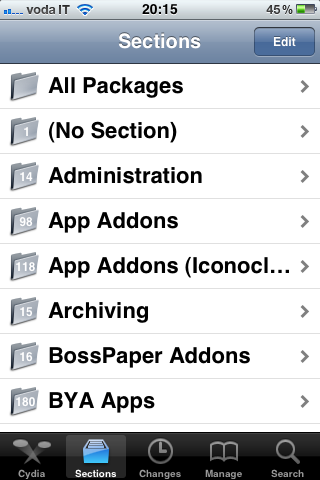 voda IT 20:15 45%
Sections Edit
All Packages
1 (No Section)
14 Administration
98 App Addons
118 App Addons (Iconocl...
15 Archiving
16 BossPaper Addons
180 BYA Apps
Cydia Sections Changes Manage Search